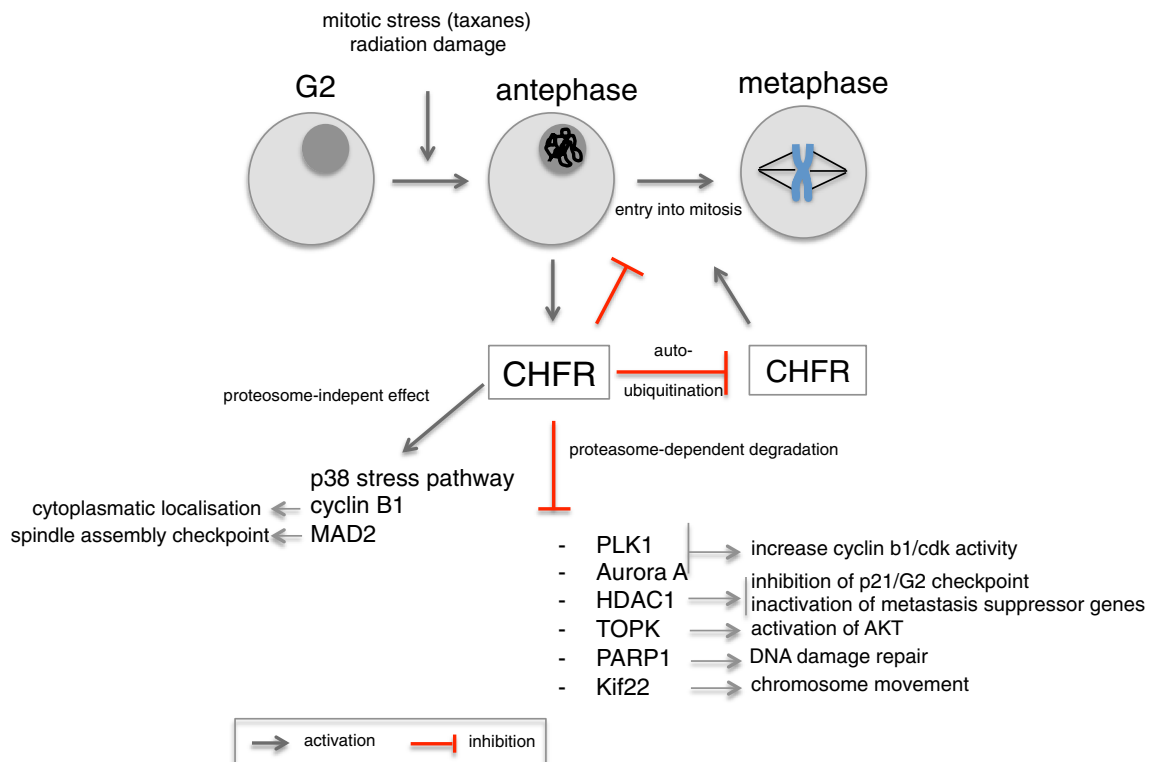 mitotic stress (taxanes)
radiation damage
G2
antephase
metaphase
entry into mitosis
CHFR
auto-
ubiquitination
CHFR
proteosome-indepent effect
proteasome-dependent degradation
p38 stress pathway
cytoplasmatic localisation
cyclin B1
spindle assembly checkpoint
MAD2
- PLK1
increase cyclin b1/cdk activity
- Aurora A
- HDAC1
inhibition of p21/G2 checkpoint
inactivation of metastasis suppressor genes
- TOPK
activation of AKT
- PARP1
DNA damage repair
- Kif22
chromosome movement
activation
inhibition